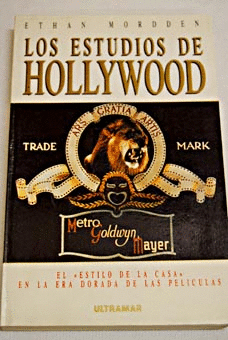 ETHAN MORDDEN
LOS ESTUDIOS DE
HOLLYWOOD
ARS GRATIA ARTIS
TRADE MARK
Metro
Goldwyn
Mayer
EL «ESTILO DE LA CASA»
EN LA ERA DORADA DE LAS PELICULAS
ULTRAMAR